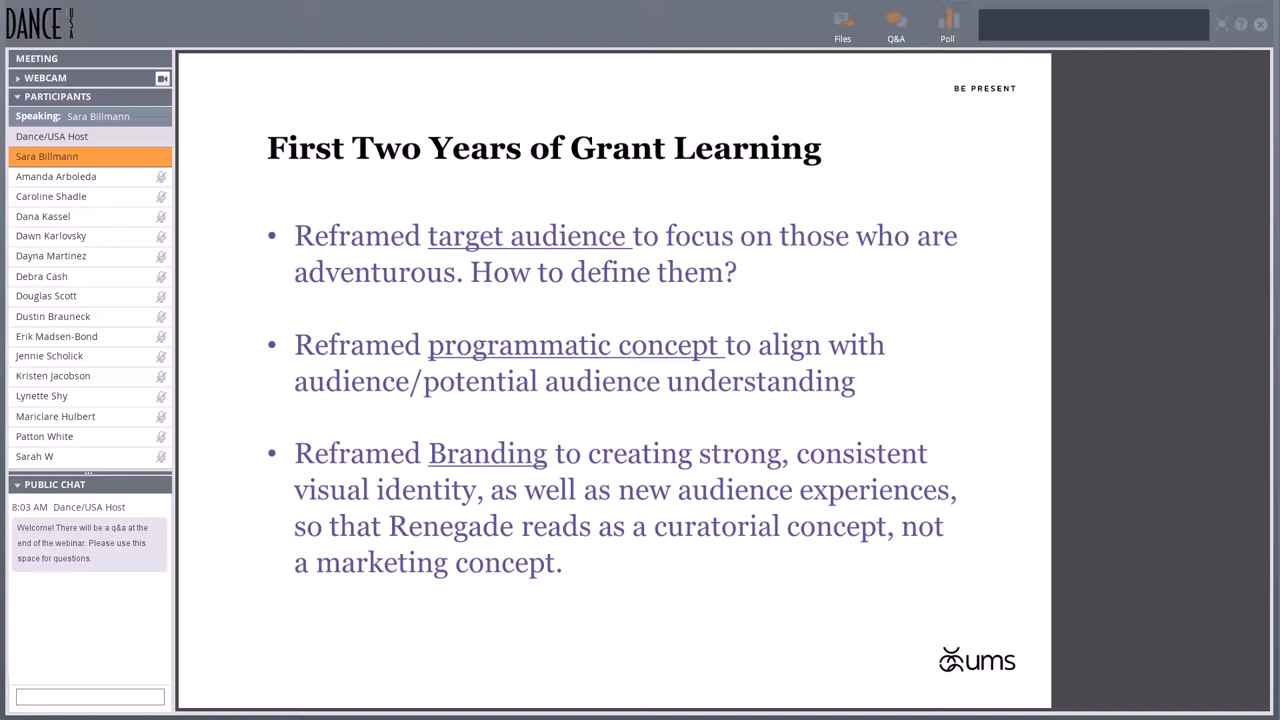 DANCE USA
Files
Q&A
Poll
MEETING
WEBCAM
PARTICIPANTS
Speaking: Sara Billmann
Dance/USA Host
Sara Billmann
Amanda Arboleda
Caroline Shadle
Dana Kassel
Dawn Karlovsky
Dayna Martinez
Debra Cash
Douglas Scott
Dustin Brauneck
Erik Madsen-Bond
Jennie Scholick
Kristen Jacobson
Lynette Shy
Mariclare Hulbert
Patton White
Sarah W
PUBLIC CHAT
8:03 AM Dance/USA Host
Welcome! There will be a q&a at the
end of the webinar. Please use this
space for questions.
BE PRESENT
First Two Years of Grant Learning
• Reframed target audience to focus on those who are
adventurous. How to define them?
• Reframed programmatic concept to align with
audience/potential audience understanding
• Reframed Branding to creating strong, consistent
visual identity, as well as new audience experiences,
so that Renegade reads as a curatorial concept, not
a marketing concept.
ums